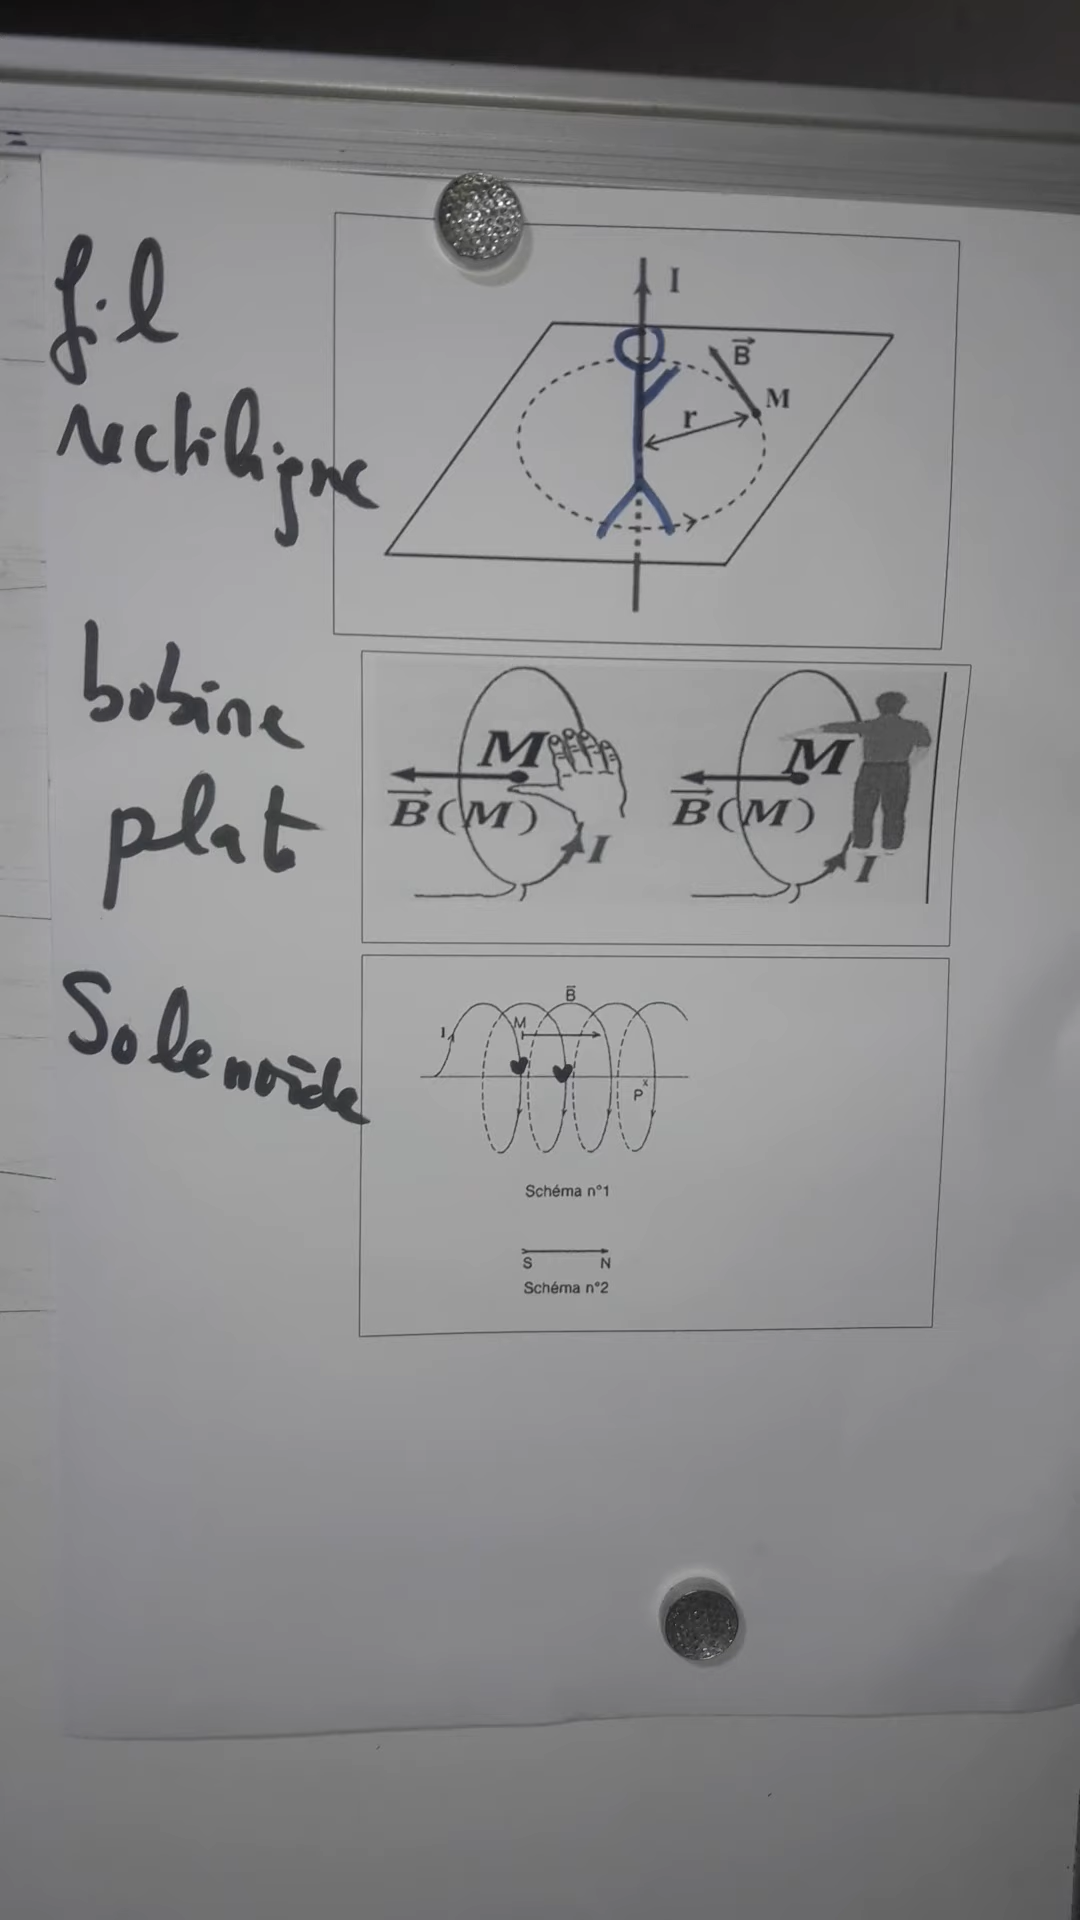 fil
rectiligne
I
B⃗
M
r
bobine
plat
M
B⃗(M)
I
M
B⃗(M)
I
Solenoïde
B⃗
I
M
P
x
Schéma n°1
S N
Schéma n°2